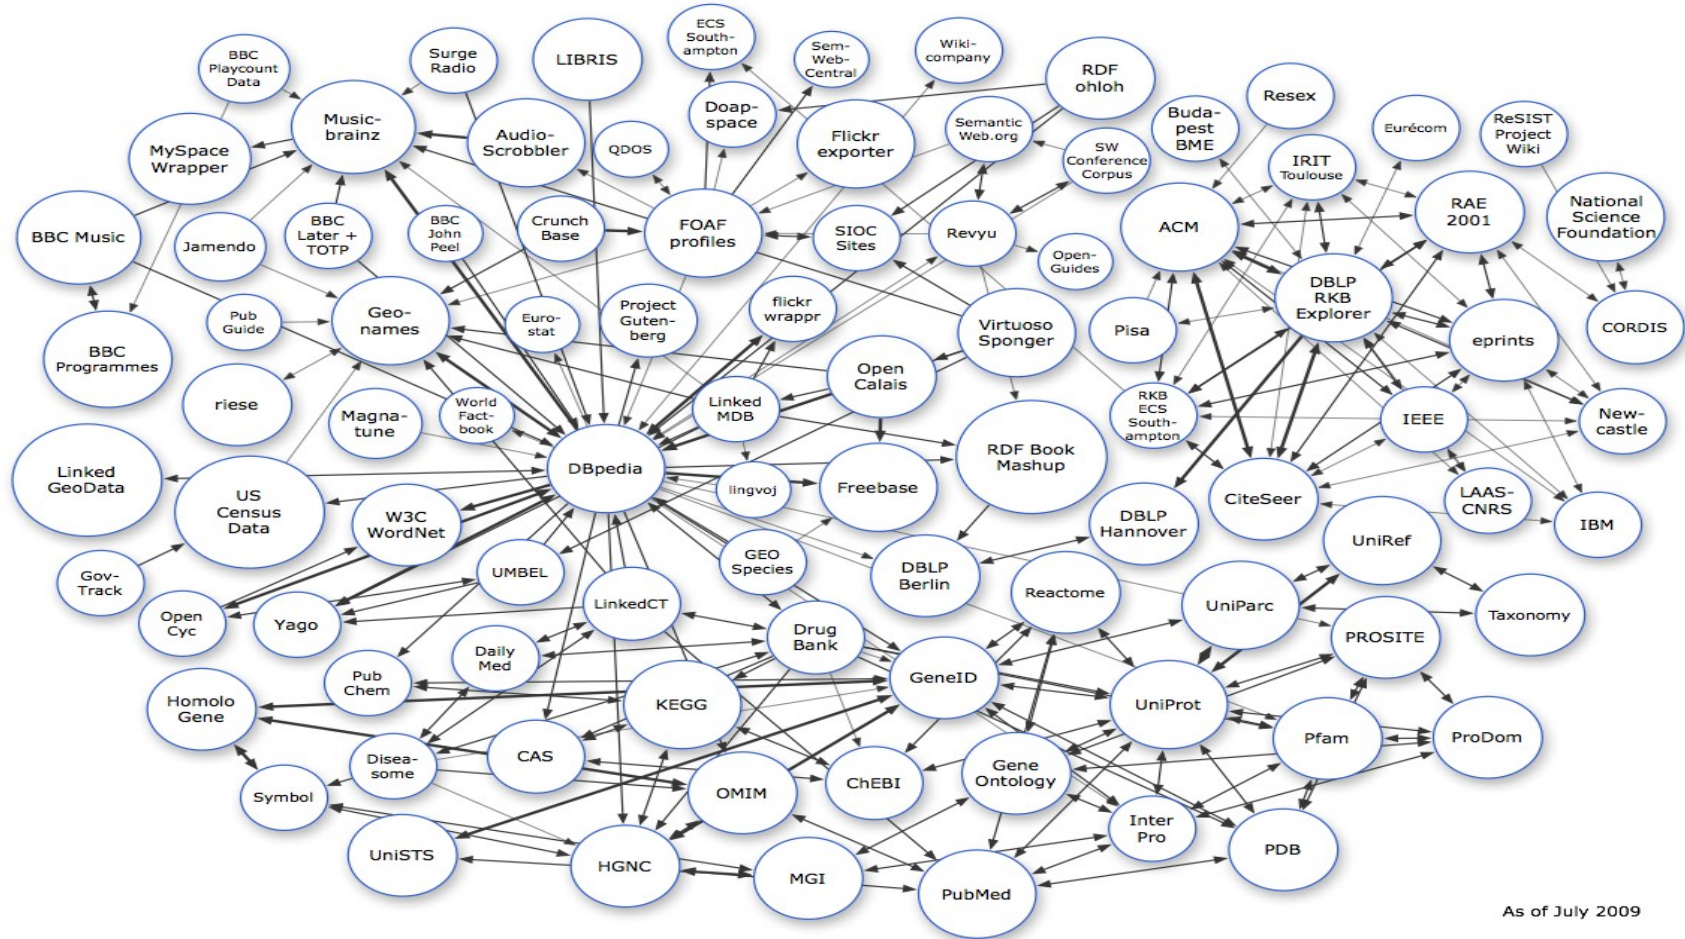 BBC
Playcount
Data
Surge
Radio
LIBRIS
ECS
South-
ampton
Sem-
Web-
Central
Wiki-
company
RDF
ohloh
Resex
Music-
brainz
Audio-
Scrobbler
Doap-
space
Flickr
exporter
Semantic
Web.org
Buda-
pest
BME
Eurécom
ReSIST
Project
Wiki
MySpace
Wrapper
QDOS
SW
Conference
Corpus
IRIT
Toulouse
BBC Music
Jamendo
BBC
Later +
TOTP
BBC
John
Peel
Crunch
Base
FOAF
profiles
SIOC
Sites
Revyu
Open-
Guides
ACM
RAE
2001
National
Science
Foundation
BBC
Programmes
Pub
Guide
Geo-
names
Euro-
stat
Project
Guten-
berg
flickr
wrappr
Virtuoso
Sponger
Pisa
DBLP
RKB
Explorer
eprints
CORDIS
riese
Magna-
tune
World
Fact-
book
Linked
MDB
Open
Calais
RKB
ECS
South-
ampton
IEEE
New-
castle
Linked
GeoData
US
Census
Data
W3C
WordNet
DBpedia
lingvoj
Freebase
RDF Book
Mashup
DBLP
Hannover
CiteSeer
LAAS-
CNRS
IBM
Gov-
Track
Open
Cyc
Yago
UMBEL
LinkedCT
GEO
Species
DBLP
Berlin
Reactome
UniParc
UniRef
Taxonomy
Homolo
Gene
Pub
Chem
Daily
Med
KEGG
Drug
Bank
GeneID
UniProt
PROSITE
Symbol
Disea-
some
CAS
OMIM
ChEBI
Gene
Ontology
Pfam
ProDom
UniSTS
HGNC
MGI
PubMed
Inter
Pro
PDB
As of July 2009